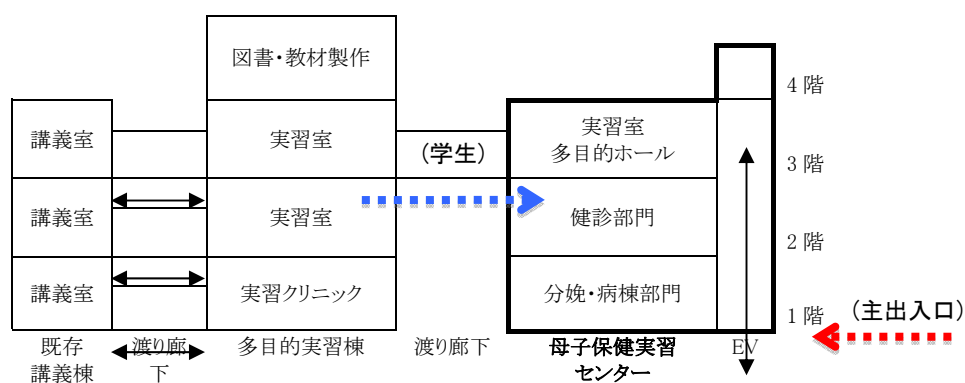 図書・教材製作
4 階
講義室
実習室
(学生)
実習室
多目的ホール
3 階
講義室
実習室
健診部門
2 階
講義室
実習クリニック
分娩・病棟部門
1 階
(主出入口)
既存
講義棟
渡り廊
下
多目的実習棟
渡り廊下
母子保健実習
センター
EV